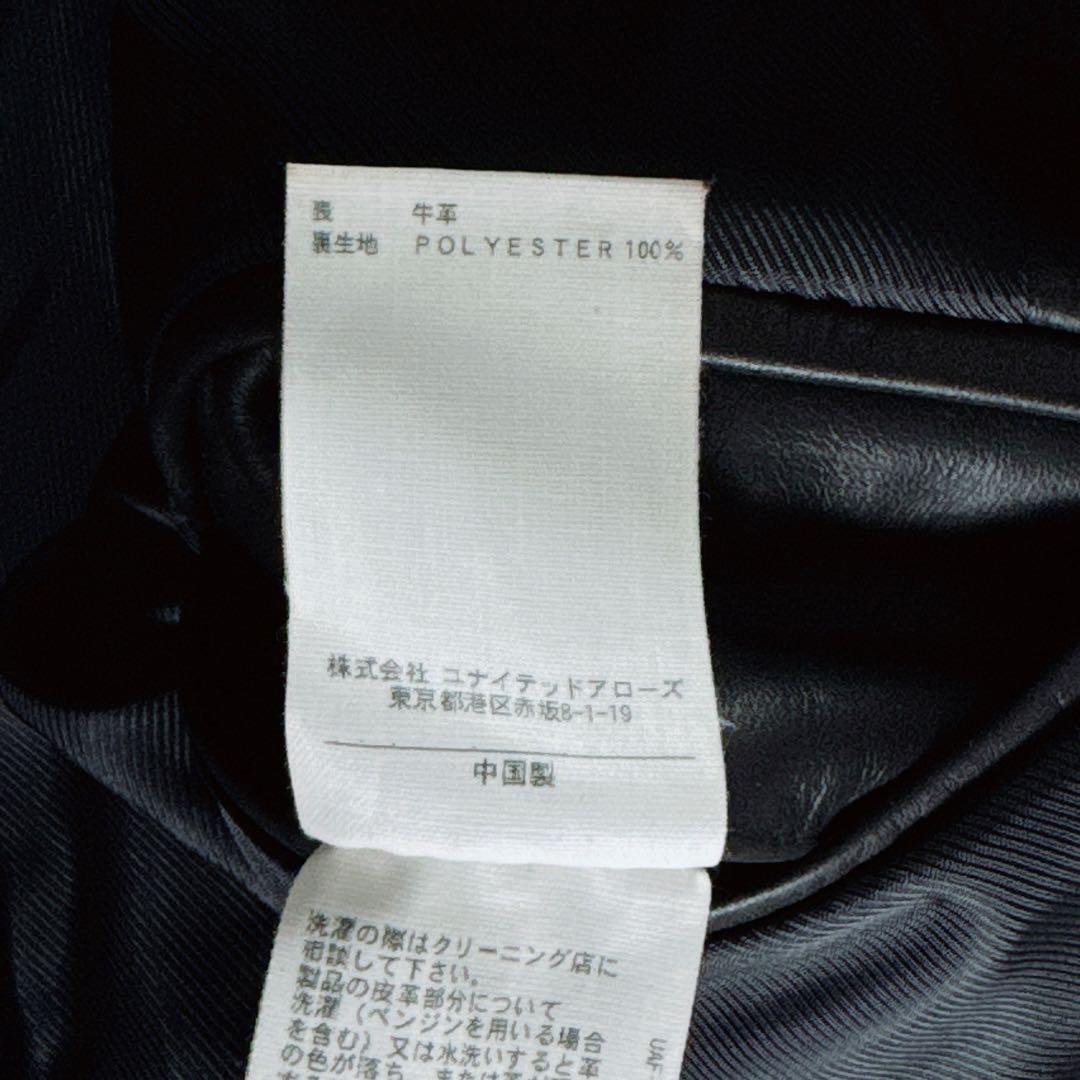 表 牛革
裏生地 POLYESTER 100%
株式会社 ユナイテッドアローズ
東京都港区赤坂8-1-19
中国製
洗濯の際はクリーニング店に
相談して下さい。
製品の皮革部分について
洗濯(ベンジンを用いる場合
を含む)又は水洗いすると革
の色が落ち、または
UAF